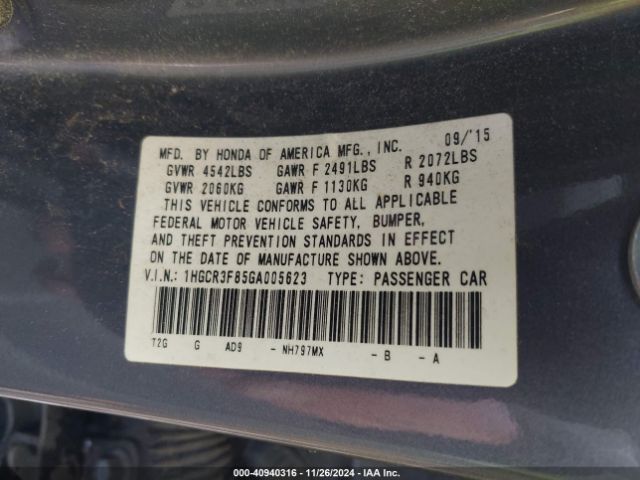 09/'15
MFD. BY HONDA OF AMERICA MFG., INC.
GVWR 4542LBS GAWR F 2491LBS R 2072LBS
GVWR 2060KG GAWR F 1130KG R 940KG
THIS VEHICLE CONFORMS TO ALL APPLICABLE
FEDERAL MOTOR VEHICLE SAFETY, BUMPER,
AND THEFT PREVENTION STANDARDS IN EFFECT
ON THE DATE OF MANUFACTURE SHOWN ABOVE.
V.I.N.: 1HGCR3F85GA005623 TYPE: PASSENGER CAR
T2G G AD9 - NH797MX - B - A
000-40940316 - 11/26/2024 - IAA Inc.